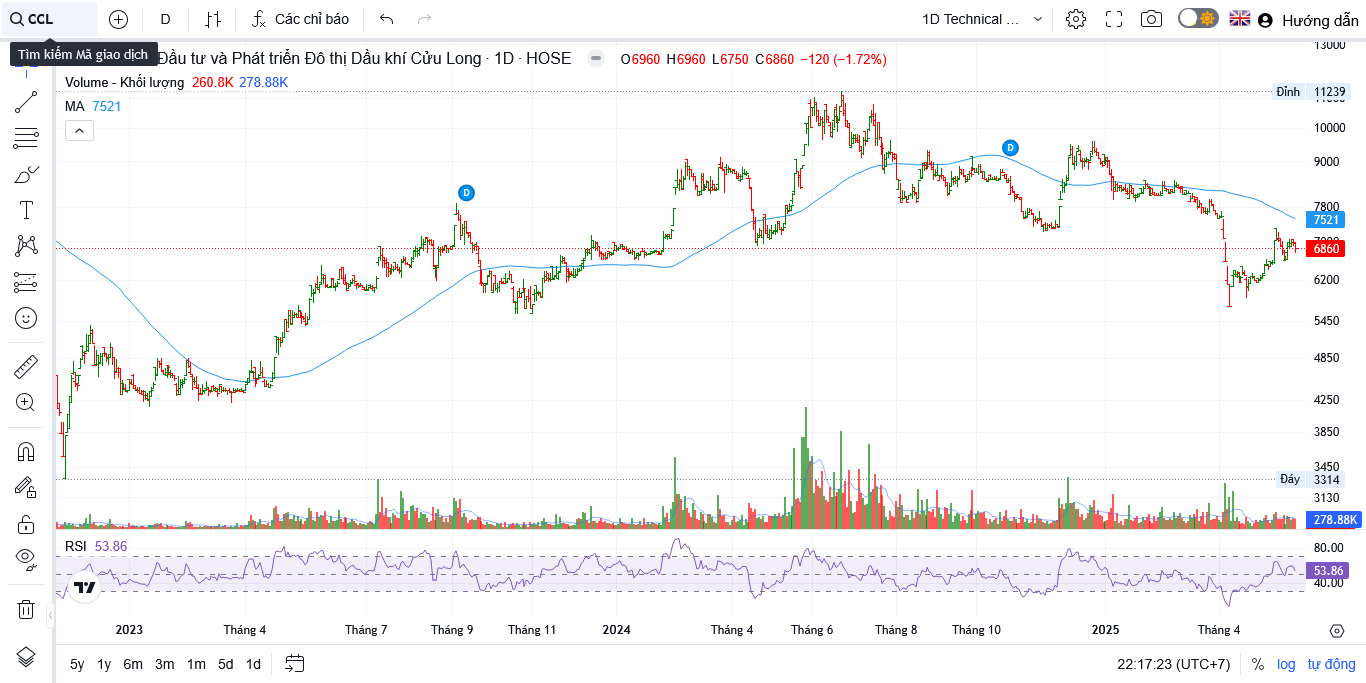 CCL
D
Các chỉ báo
1D Technical ...
Hướng dẫn
Tìm kiếm Mã giao dịch
Đầu tư và Phát triển Đô thị Dầu khí Cửu Long · 1D · HOSE
O6960 H6960 L6750 C6860 −120 (−1.72%)
Volume - Khối lượng 260.8K 278.88K
MA 7521
13000
Đỉnh 11239
10000
D
9000
D
7800
7521
6860
6200
5450
4850
4250
3850
3450
Đáy 3314
3130
278.88K
RSI 53.86
80.00
53.86
40.00
2023 Tháng 4 Tháng 7 Tháng 9 Tháng 11 2024 Tháng 4 Tháng 6 Tháng 8 Tháng 10 2025 Tháng 4
5y 1y 6m 3m 1m 5d 1d
22:17:23 (UTC+7) % log tự động